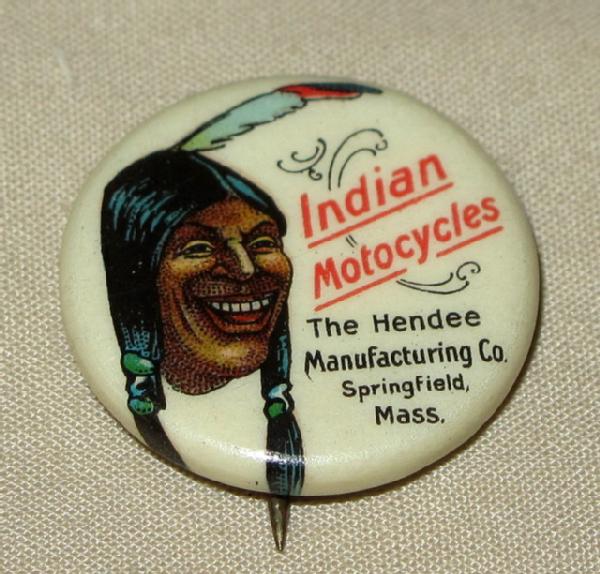 Indian
Motocycles
The Hendee
Manufacturing Co.
Springfield,
Mass.